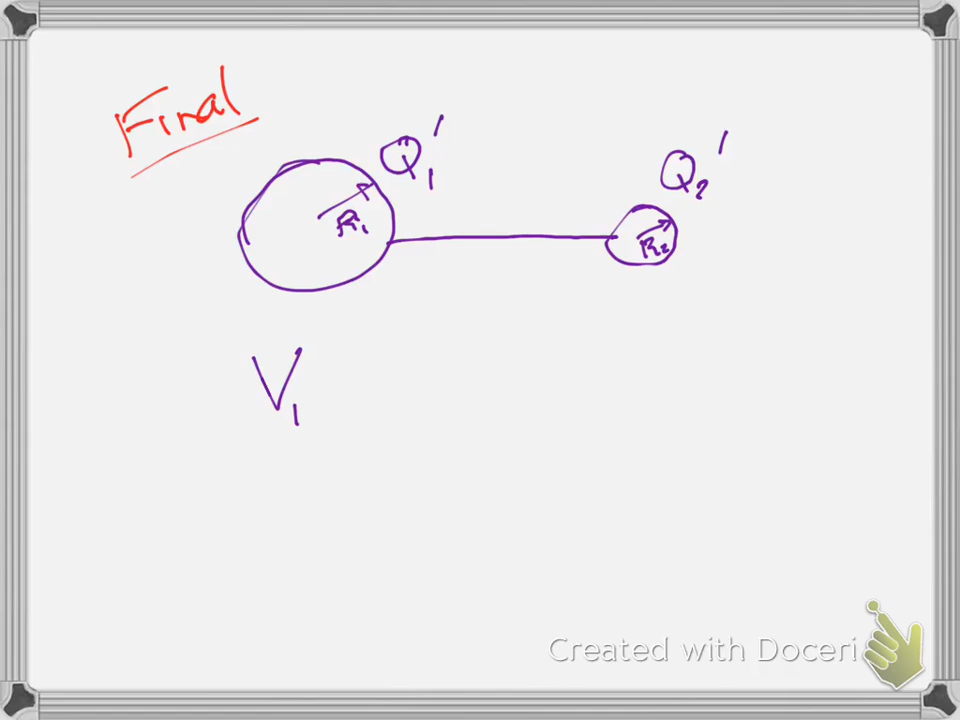 Final
Q₁'
Q₂'
R₁
R₂
V₁
Created with Doceri